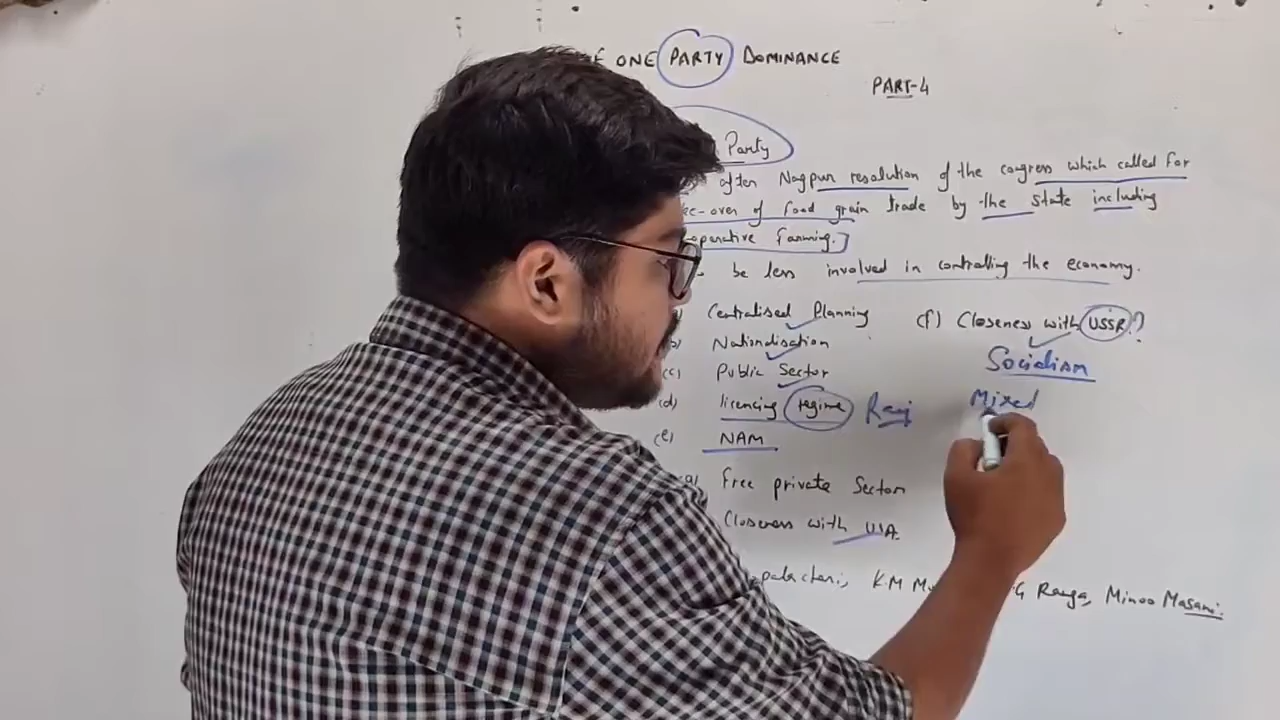 ONE PARTY DOMINANCE
PART-4
Party
after Nagpur resolution of the congress which called for
over of food grain trade by the state including
operative Farming.]
be less involved in controlling the economy.
Centralised Planning (f) Closeness with USSR?
(b) Nationalisation
Socialism
(c) Public Sector
(d) licencing regime Raj Mixed
(e) NAM
Free private Sector
Closeness with USA.
K.M Ranga, Minoo Masani.